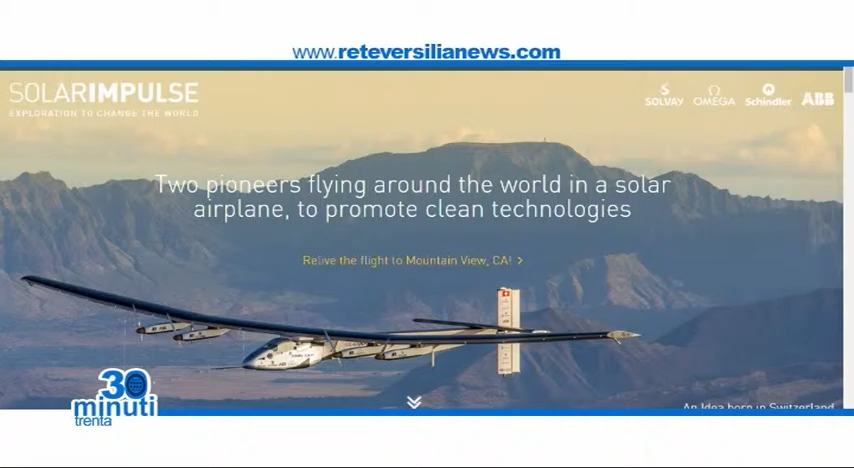 www.reteversilianews.com
SOLARIMPULSE
EXPLORATION TO CHANGE THE WORLD
SOLVAY OMEGA Schindler ABB
Two pioneers flying around the world in a solar
airplane, to promote clean technologies
Relive the flight to Mountain View, CA! >
An Idea born in Switzerland
30
minuti
trenta